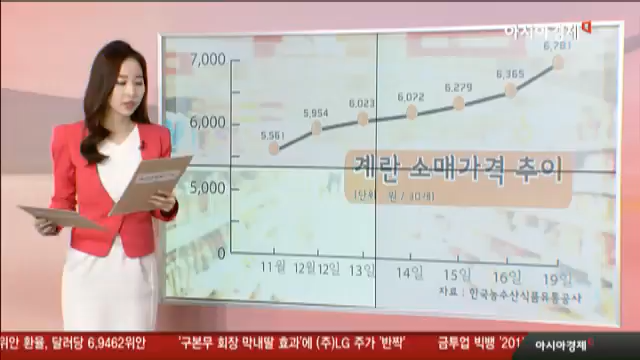 아시아경제
7,000
6,000
5,000
0
5,561
5,954
6,023
6,072
6,279
6,365
6,781
계란 소매가격 추이
(단위 : 원 / 30개)
11월 12월12일 13일 14일 15일 16일 19일
자료 : 한국농수산식품유통공사
위안 환율, 달러당 6,9462위안 '구본무 회장 막내딸 효과'에 (주)LG 주가 '반짝' 금투업 빅뱅 '201
아시아경제